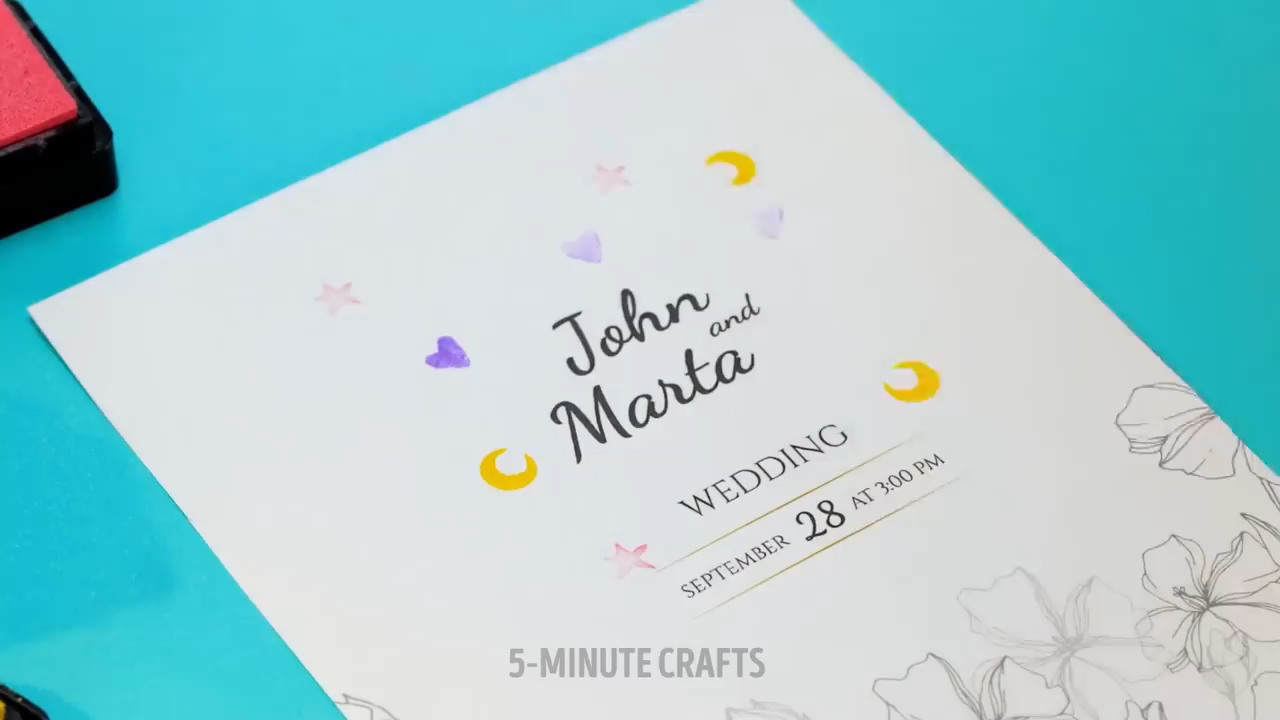 John and
Marta
WEDDING
SEPTEMBER 28 AT 3:00 PM
5-MINUTE CRAFTS